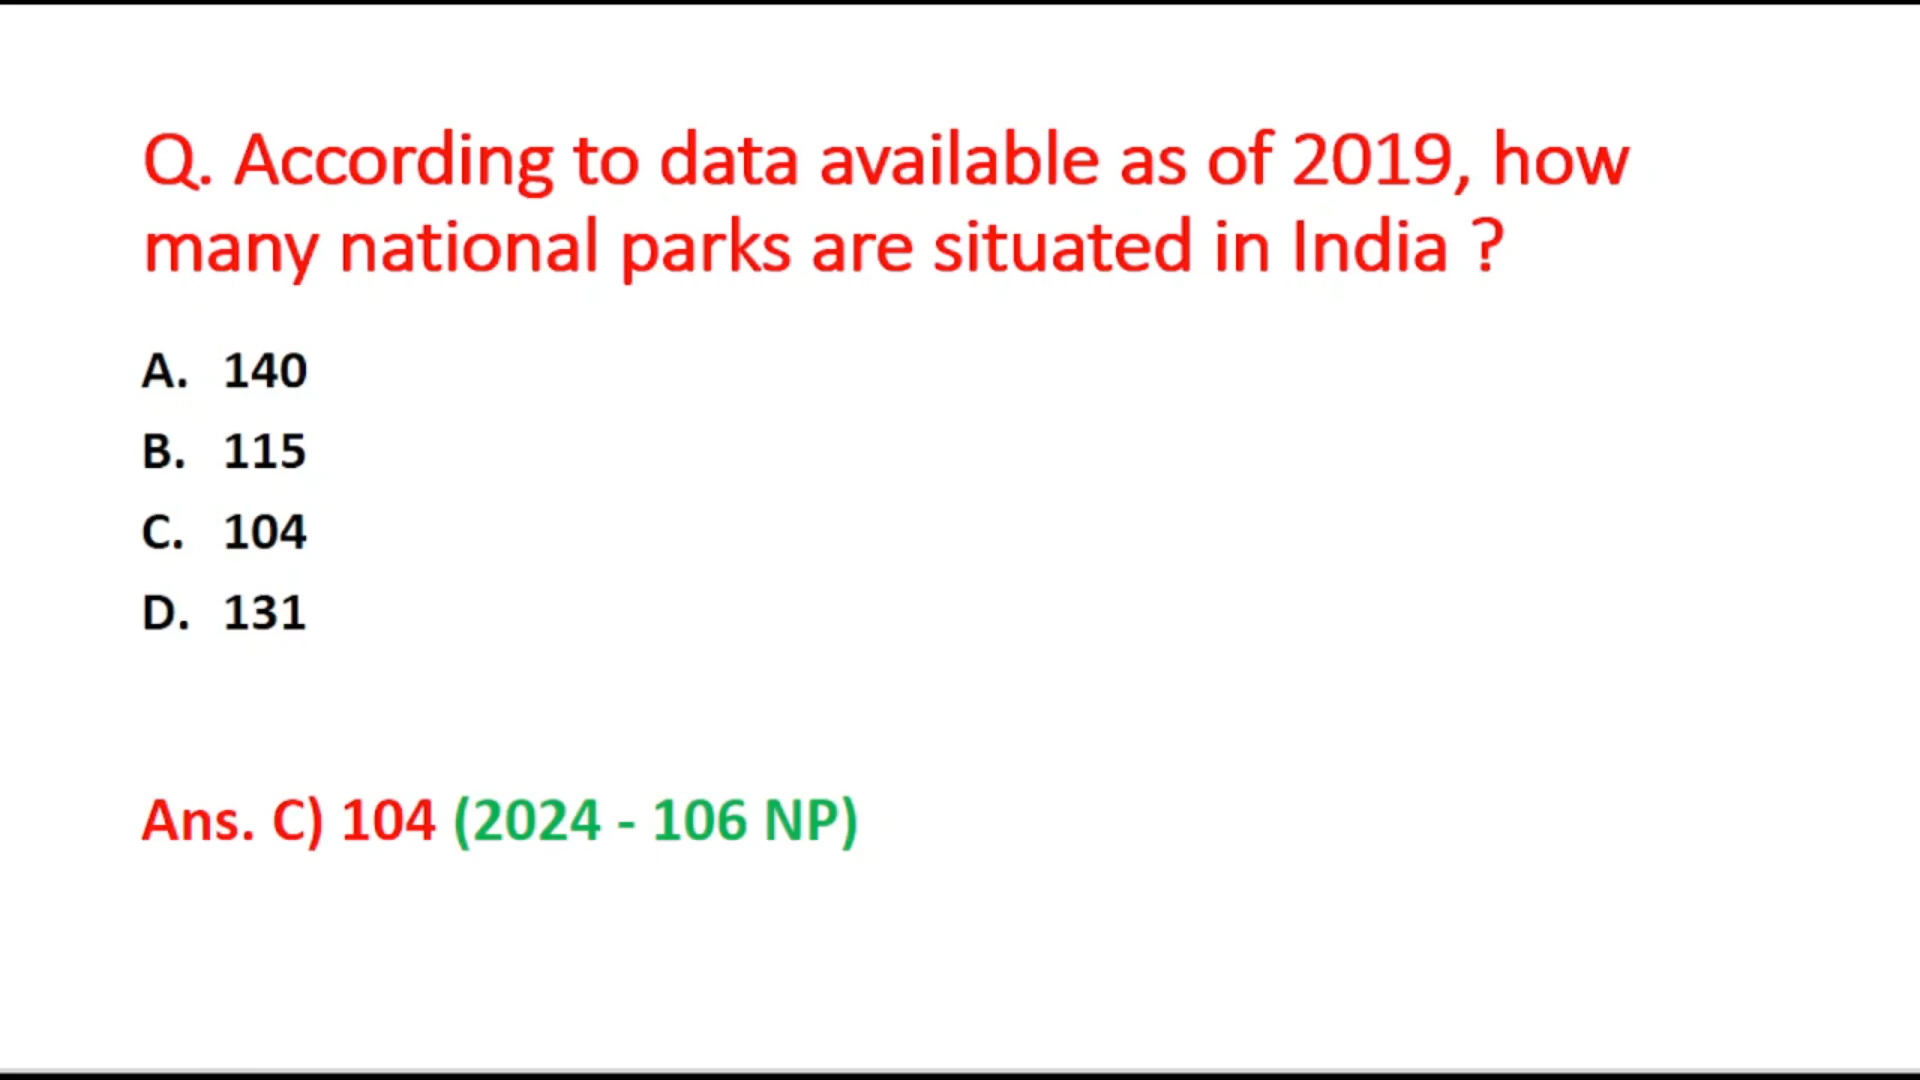 Q. According to data available as of 2019, how
many national parks are situated in India ?
A. 140
B. 115
C. 104
D. 131
Ans. C) 104 (2024 - 106 NP)